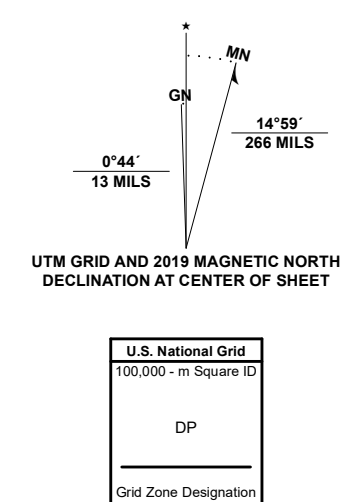 ★
MN
GN
14°59´
266 MILS
0°44´
13 MILS
UTM GRID AND 2019 MAGNETIC NORTH
DECLINATION AT CENTER OF SHEET
U.S. National Grid
100,000 - m Square ID
DP
Grid Zone Designation